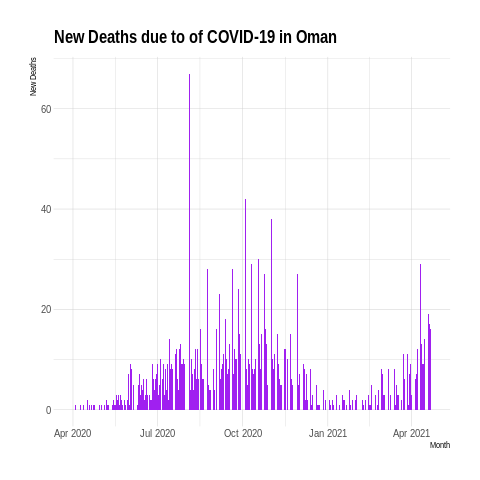 New Deaths due to of COVID-19 in Oman
New Deaths
60
40
20
0
Apr 2020 Jul 2020 Oct 2020 Jan 2021 Apr 2021
Month